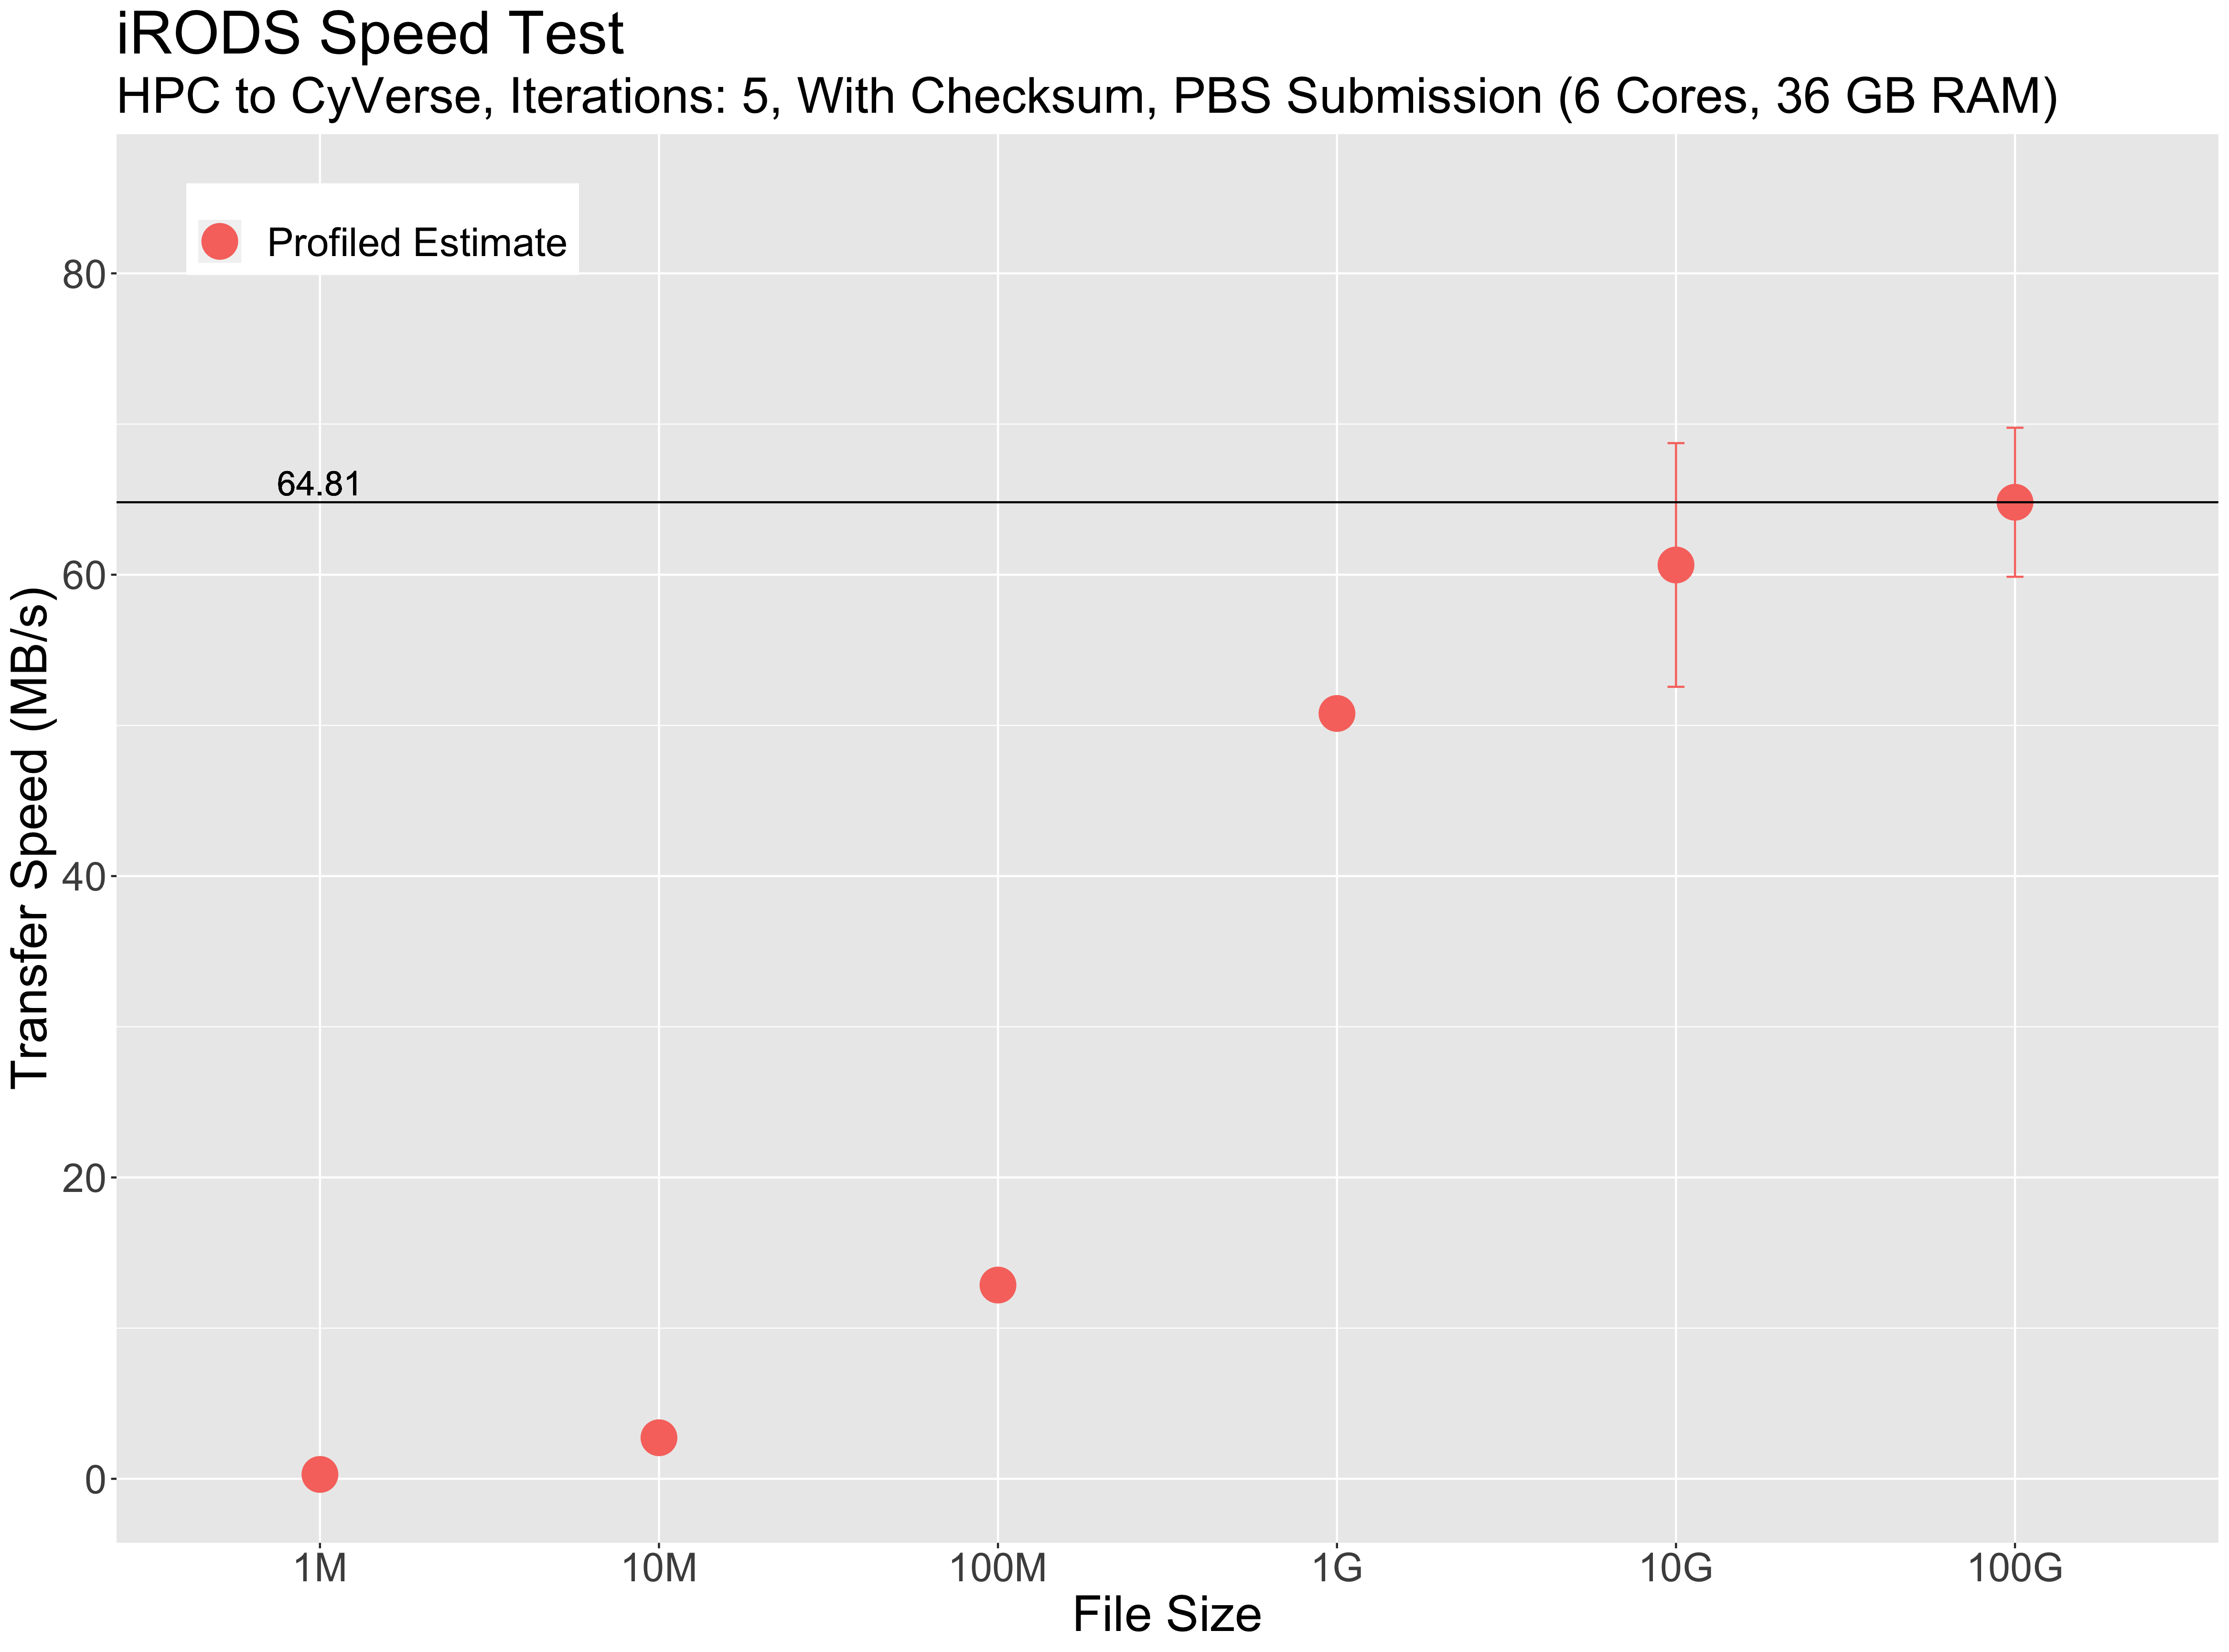 iRODS Speed Test
HPC to CyVerse, Iterations: 5, With Checksum, PBS Submission (6 Cores, 36 GB RAM)
Profiled Estimate
80
64.81
60
40
20
0
Transfer Speed (MB/s)
1M 10M 100M 1G 10G 100G
File Size